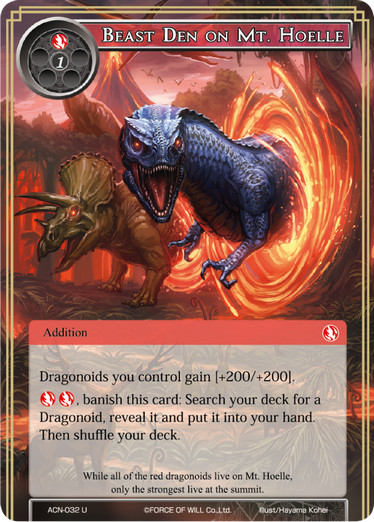 Beast Den on Mt. Hoelle
1
Addition
Dragonoids you control gain [+200/+200].
, banish this card: Search your deck for a
Dragonoid, reveal it and put it into your hand.
Then shuffle your deck.
While all of the red dragonoids live on Mt. Hoelle,
only the strongest live at the summit.
ACN-032 U
©FORCE OF WILL Co.,Ltd.
Illust/Hayama Kohei